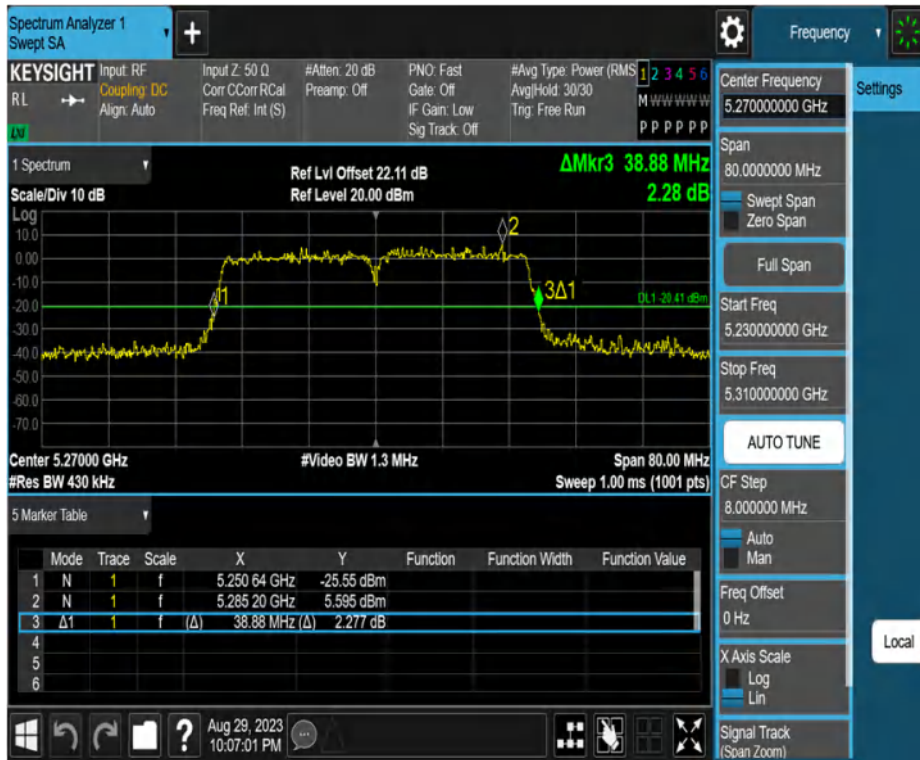 Spectrum Analyzer 1
Swept SA
+
Frequency
KEYSIGHT
RL
LXI
Input: RF
Coupling: DC
Align: Auto
Input Z: 50 Ω
Corr CCorr RCal
Freq Ref: Int (S)
#Atten: 20 dB
Preamp: Off
PNO: Fast
Gate: Off
IF Gain: Low
Sig Track: Off
#Avg Type: Power (RMS
Avg|Hold: 30/30
Trig: Free Run
1 2 3 4 5 6
M W W W W W
P P P P P P
1 Spectrum
Scale/Div 10 dB
Ref Lvl Offset 22.11 dB
Ref Level 20.00 dBm
ΔMkr3 38.88 MHz
2.28 dB
Log
10.0
0.00
-10.0
-20.0
-30.0
-40.0
-50.0
-60.0
-70.0
1
2
3Δ1
DL1 -20.41 dBm
Center 5.27000 GHz
#Video BW 1.3 MHz
Span 80.00 MHz
#Res BW 430 kHz
Sweep 1.00 ms (1001 pts)
5 Marker Table
Mode Trace Scale X Y Function Function Width Function Value
1 N 1 f 5.250 64 GHz -25.55 dBm
2 N 1 f 5.285 20 GHz 5.595 dBm
3 Δ1 1 f (Δ) 38.88 MHz (Δ) 2.277 dB
4
5
6
?
Aug 29, 2023
10:07:01 PM
Center Frequency
5.270000000 GHz
Span
80.0000000 MHz
Swept Span
Zero Span
Full Span
Start Freq
5.230000000 GHz
Stop Freq
5.310000000 GHz
AUTO TUNE
CF Step
8.000000 MHz
Auto
Man
Freq Offset
0 Hz
X Axis Scale
Log
Lin
Signal Track
(Span Zoom)
Settings
Local